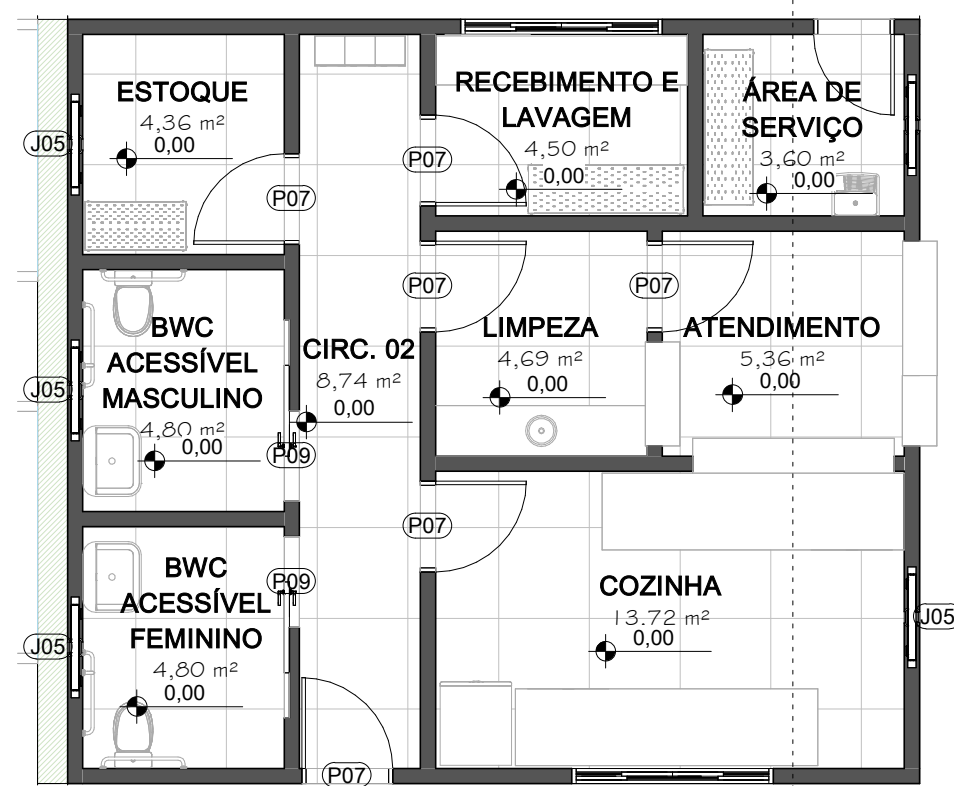 ESTOQUE
4,36 m²
0,00
J05
P07
RECEBIMENTO E
LAVAGEM
4,50 m²
0,00
P07
ÁREA DE
SERVIÇO
3,60 m²
0,00
BWC
ACESSÍVEL
MASCULINO
4,80 m²
0,00
J05
P09
CIRC. 02
8,74 m²
0,00
P07
LIMPEZA
4,69 m²
0,00
P07
ATENDIMENTO
5,36 m²
0,00
BWC
ACESSÍVEL
FEMININO
4,80 m²
0,00
J05
P09
P07
COZINHA
13.72 m²
0,00
J05
P07